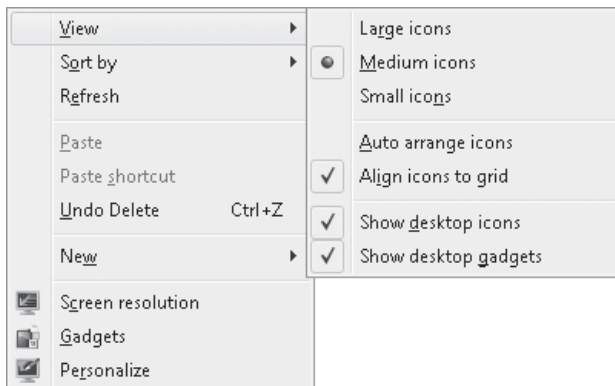 View
Sort by
Refresh
Paste
Paste shortcut
Undo Delete Ctrl+Z
New
Screen resolution
Gadgets
Personalize
Large icons
Medium icons
Small icons
Auto arrange icons
Align icons to grid
Show desktop icons
Show desktop gadgets